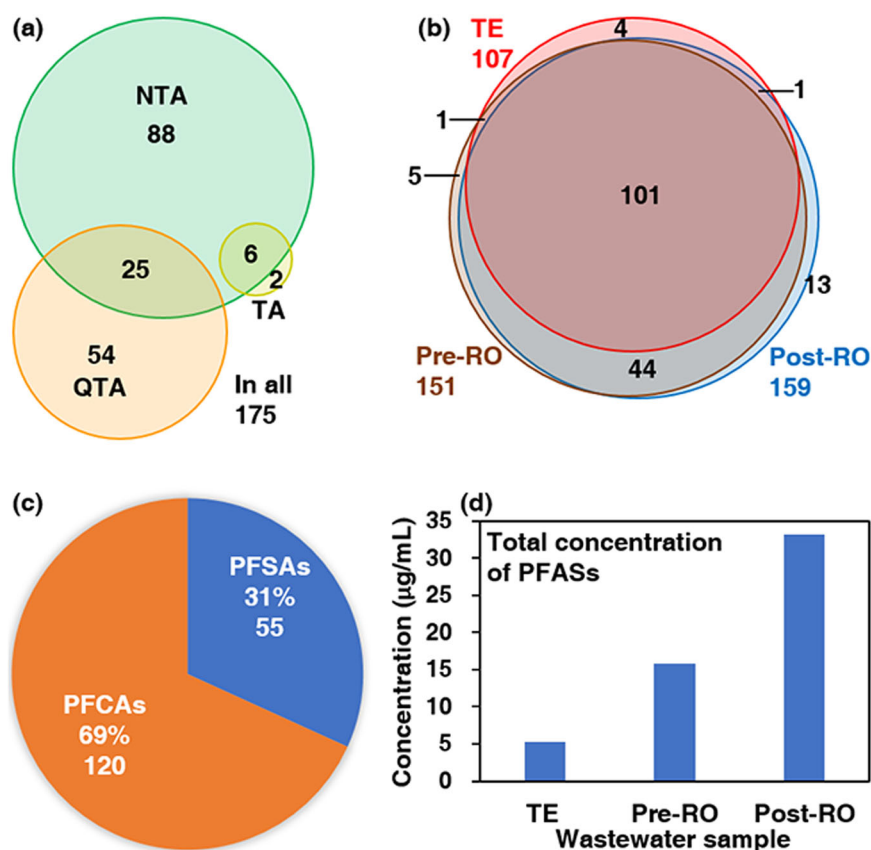 (a)
NTA
88
25
6
2
TA
54
QTA
In all
175
(b)
TE
107
4
1
1
5
101
13
44
Pre-RO
151
Post-RO
159
(c)
PFSAs
31%
55
PFCAs
69%
120
(d)
Total concentration
of PFASs
Concentration (µg/mL)
35
30
25
20
15
10
5
0
TE Pre-RO Post-RO
Wastewater sample